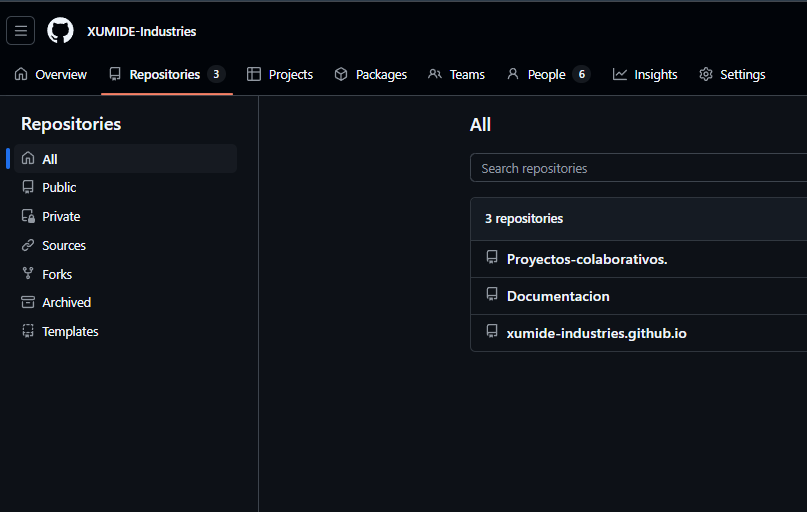 XUMIDE-Industries
Overview Repositories 3 Projects Packages Teams People 6 Insights Settings
Repositories
All
Public
Private
Sources
Forks
Archived
Templates
All
Search repositories
3 repositories
Proyectos-colaborativos.
Documentacion
xumide-industries.github.io